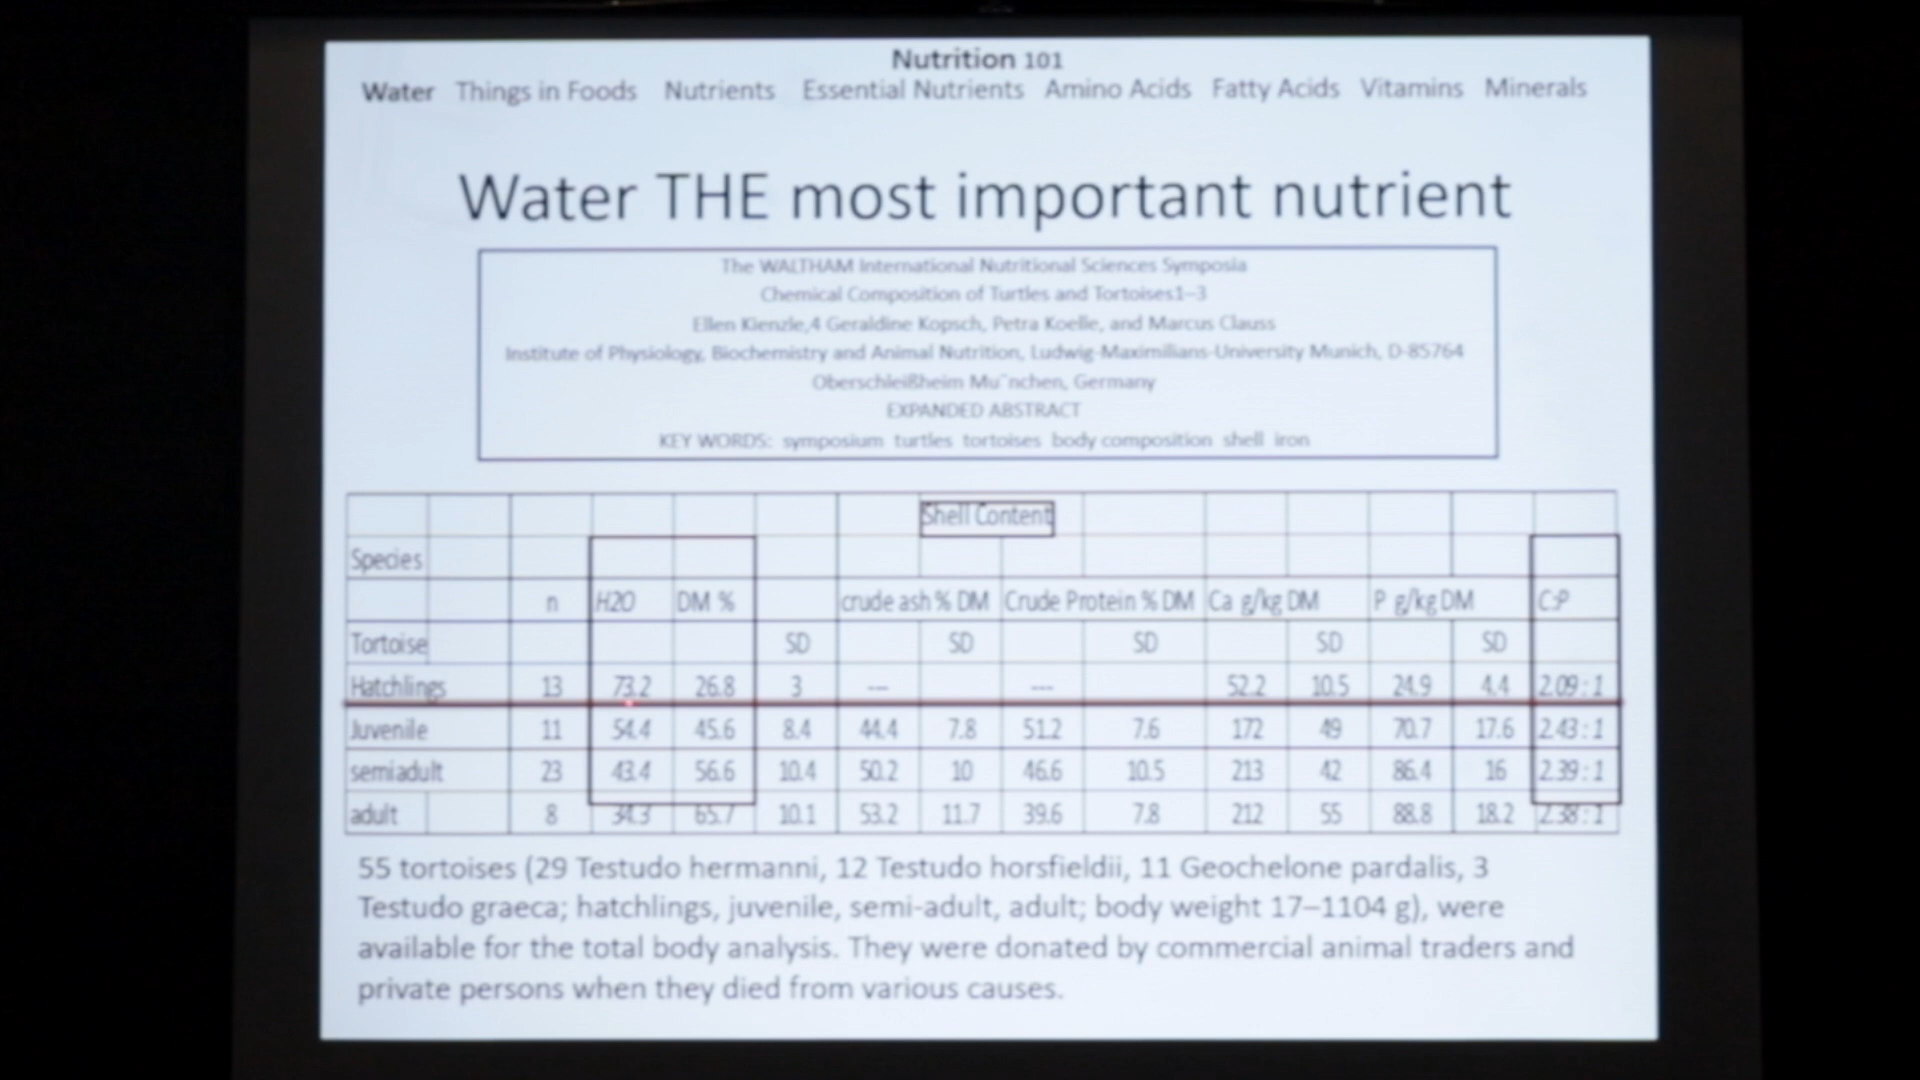 Nutrition 101
Water Things in Foods Nutrients Essential Nutrients Amino Acids Fatty Acids Vitamins Minerals
Water THE most important nutrient
The WALTHAM International Nutritional Sciences Symposia
Chemical Composition of Turtles and Tortoises1–3
Ellen Kienzle,4 Geraldine Kopsch, Petra Koelle, and Marcus Clauss
Institute of Physiology, Biochemistry and Animal Nutrition, Ludwig-Maximilians-University Munich, D-85764
Oberschleißheim Mu¨nchen, Germany
EXPANDED ABSTRACT
KEY WORDS: symposium turtles tortoises body composition shell iron
Shell Content
Species
n H2O DM % crude ash % DM Crude Protein % DM Ca g/kg DM P g/kg DM C:P
Tortoise SD SD SD SD SD
Hatchlings 13 73.2 26.8 3 --- --- 52.2 10.5 24.9 4.4 2.09 : 1
Juvenile 11 54.4 45.6 8.4 44.4 7.8 51.2 7.6 172 49 70.7 17.6 2.43 : 1
semiadult 23 43.4 56.6 10.4 50.2 10 46.6 10.5 213 42 86.4 16 2.39 : 1
adult 8 34.3 65.7 10.1 53.2 11.7 39.6 7.8 212 55 88.8 18.2 2.38 : 1
55 tortoises (29 Testudo hermanni, 12 Testudo horsfieldii, 11 Geochelone pardalis, 3
Testudo graeca; hatchlings, juvenile, semi-adult, adult; body weight 17–1104 g), were
available for the total body analysis. They were donated by commercial animal traders and
private persons when they died from various causes.